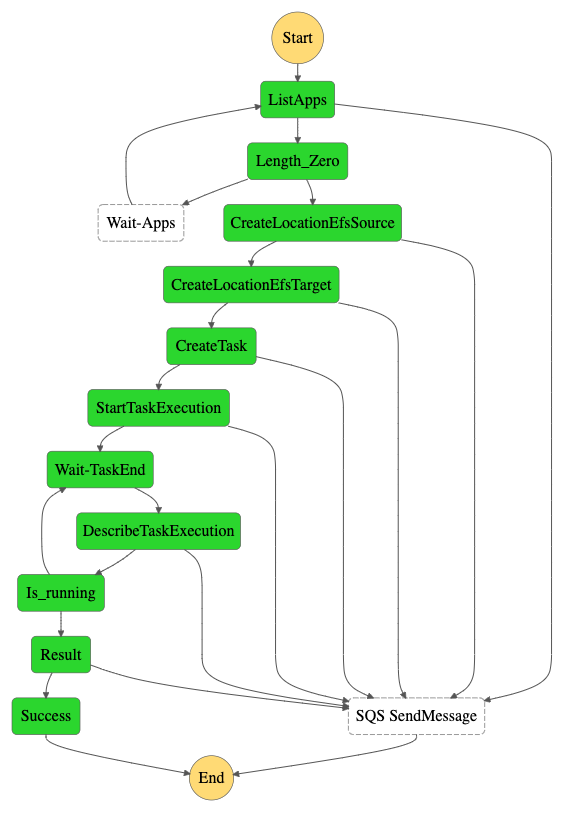 Start
ListApps
Length_Zero
Wait-Apps
CreateLocationEfsSource
CreateLocationEfsTarget
CreateTask
StartTaskExecution
Wait-TaskEnd
DescribeTaskExecution
Is_running
Result
Success
SQS SendMessage
End